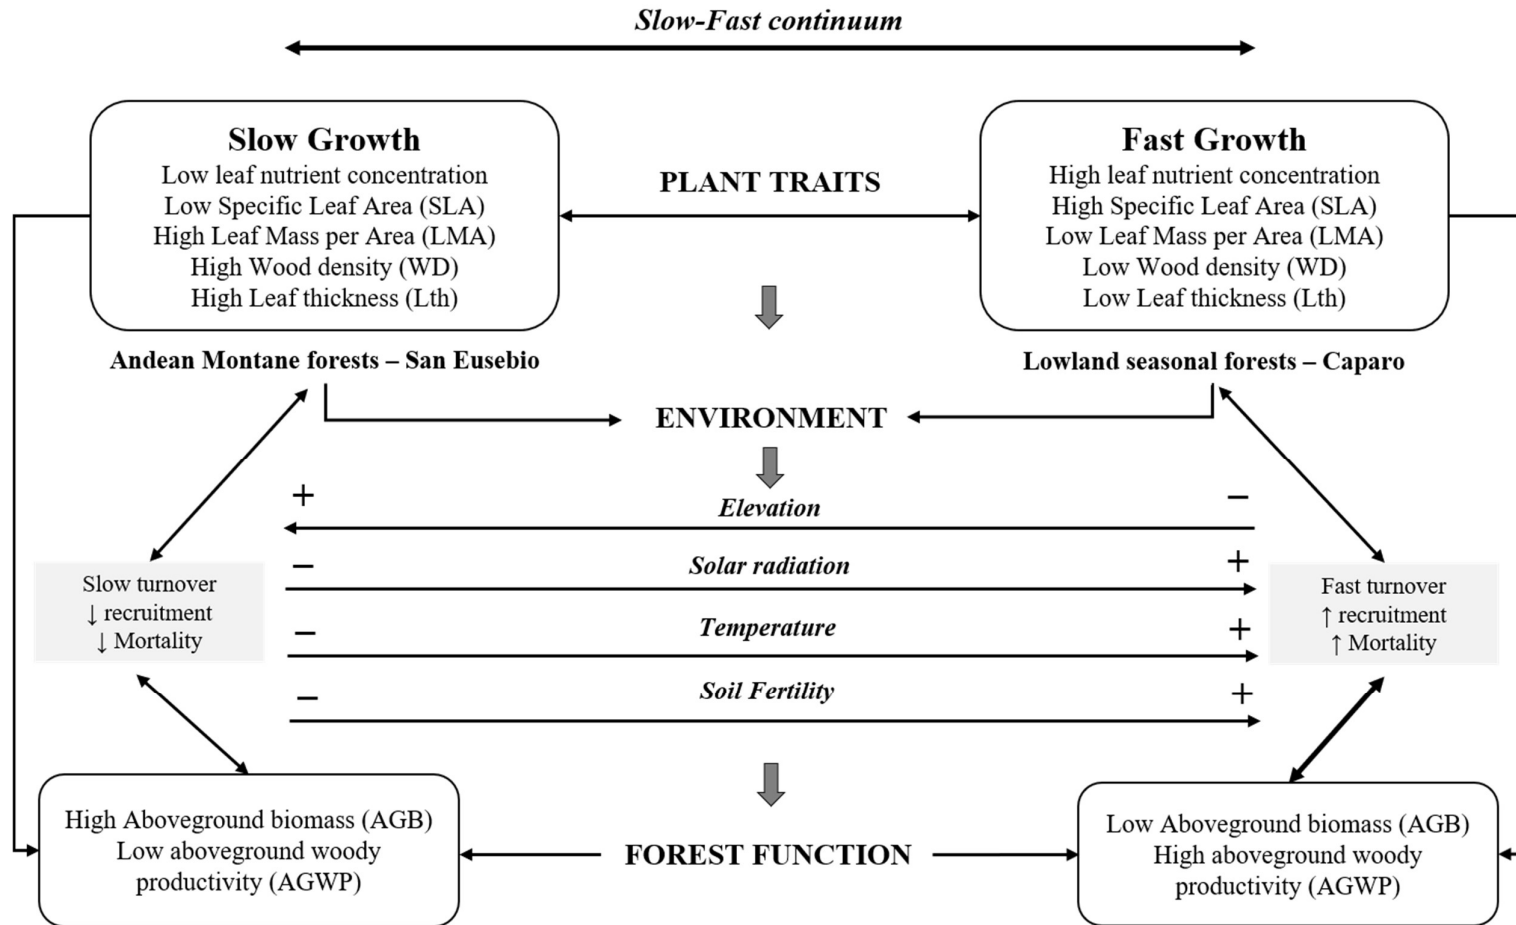 Slow-Fast continuum
Slow Growth
Low leaf nutrient concentration
Low Specific Leaf Area (SLA)
High Leaf Mass per Area (LMA)
High Wood density (WD)
High Leaf thickness (Lth)
PLANT TRAITS
Fast Growth
High leaf nutrient concentration
High Specific Leaf Area (SLA)
Low Leaf Mass per Area (LMA)
Low Wood density (WD)
Low Leaf thickness (Lth)
Andean Montane forests – San Eusebio
Lowland seasonal forests – Caparo
ENVIRONMENT
+ Elevation −
− Solar radiation +
− Temperature +
− Soil Fertility +
Slow turnover
↓ recruitment
↓ Mortality
Fast turnover
↑ recruitment
↑ Mortality
High Aboveground biomass (AGB)
Low aboveground woody
productivity (AGWP)
FOREST FUNCTION
Low Aboveground biomass (AGB)
High aboveground woody
productivity (AGWP)